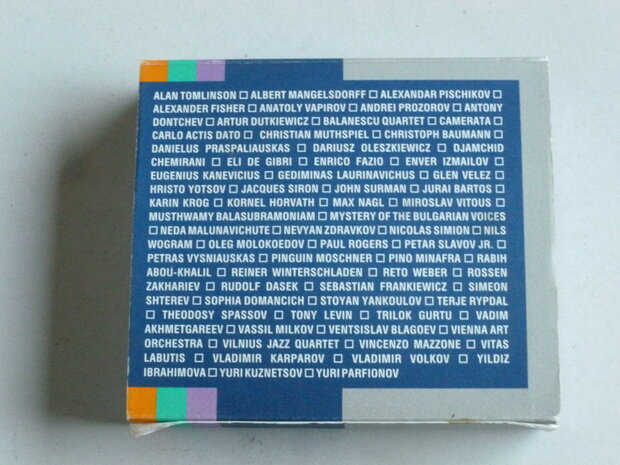 ALAN TOMLINSON □ ALBERT MANGELSDORFF □ ALEXANDAR PISCHIKOV □
ALEXANDER FISHER □ ANATOLY VAPIROV □ ANDREI PROZOROV □ ANTONY
DONTCHEV □ ARTUR DUTKIEWICZ □ BALANESCU QUARTET □ CAMERATA □
CARLO ACTIS DATO □ CHRISTIAN MUTHSPIEL □ CHRISTOPH BAUMANN □
DANIELUS PRASPALIAUSKAS □ DARIUSZ OLESZKIEWICZ □ DJAMCHID
CHEMIRANI □ ELI DE GIBRI □ ENRICO FAZIO □ ENVER IZMAILOV □
EUGENIUS KANEVICIUS □ GEDIMINAS LAURINAVICHUS □ GLEN VELEZ □
HRISTO YOTSOV □ JACQUES SIRON □ JOHN SURMAN □ JURAI BARTOS □
KARIN KROG □ KORNEL HORVATH □ MAX NAGL □ MIROSLAV VITOUS □
MUSTHWAMY BALASUBRAMONIAM □ MYSTERY OF THE BULGARIAN VOICES
□ NEDA MALUNAVICHUTE □ NEVYAN ZDRAVKOV □ NICOLAS SIMION □ NILS
WOGRAM □ OLEG MOLOKOEDOV □ PAUL ROGERS □ PETAR SLAVOV JR. □
PETRAS VYSNIAUSKAS □ PINGUIN MOSCHNER □ PINO MINAFRA □ RABIH
ABOU-KHALIL □ REINER WINTERSCHLADEN □ RETO WEBER □ ROSSEN
ZAKHARIEV □ RUDOLF DASEK □ SEBASTIAN FRANKIEWICZ □ SIMEON
SHTEREV □ SOPHIA DOMANCICH □ STOYAN YANKOULOV □ TERJE RYPDAL
□ THEODOSY SPASSOV □ TONY LEVIN □ TRILOK GURTU □ VADIM
AKHMETGAREEV □ VASSIL MILKOV □ VENTSISLAV BLAGOEV □ VIENNA ART
ORCHESTRA □ VILNIUS JAZZ QUARTET □ VINCENZO MAZZONE □ VITAS
LABUTIS □ VLADIMIR KARPAROV □ VLADIMIR VOLKOV □ YILDIZ
IBRAHIMOVA □ YURI KUZNETSOV □ YURI PARFIONOV